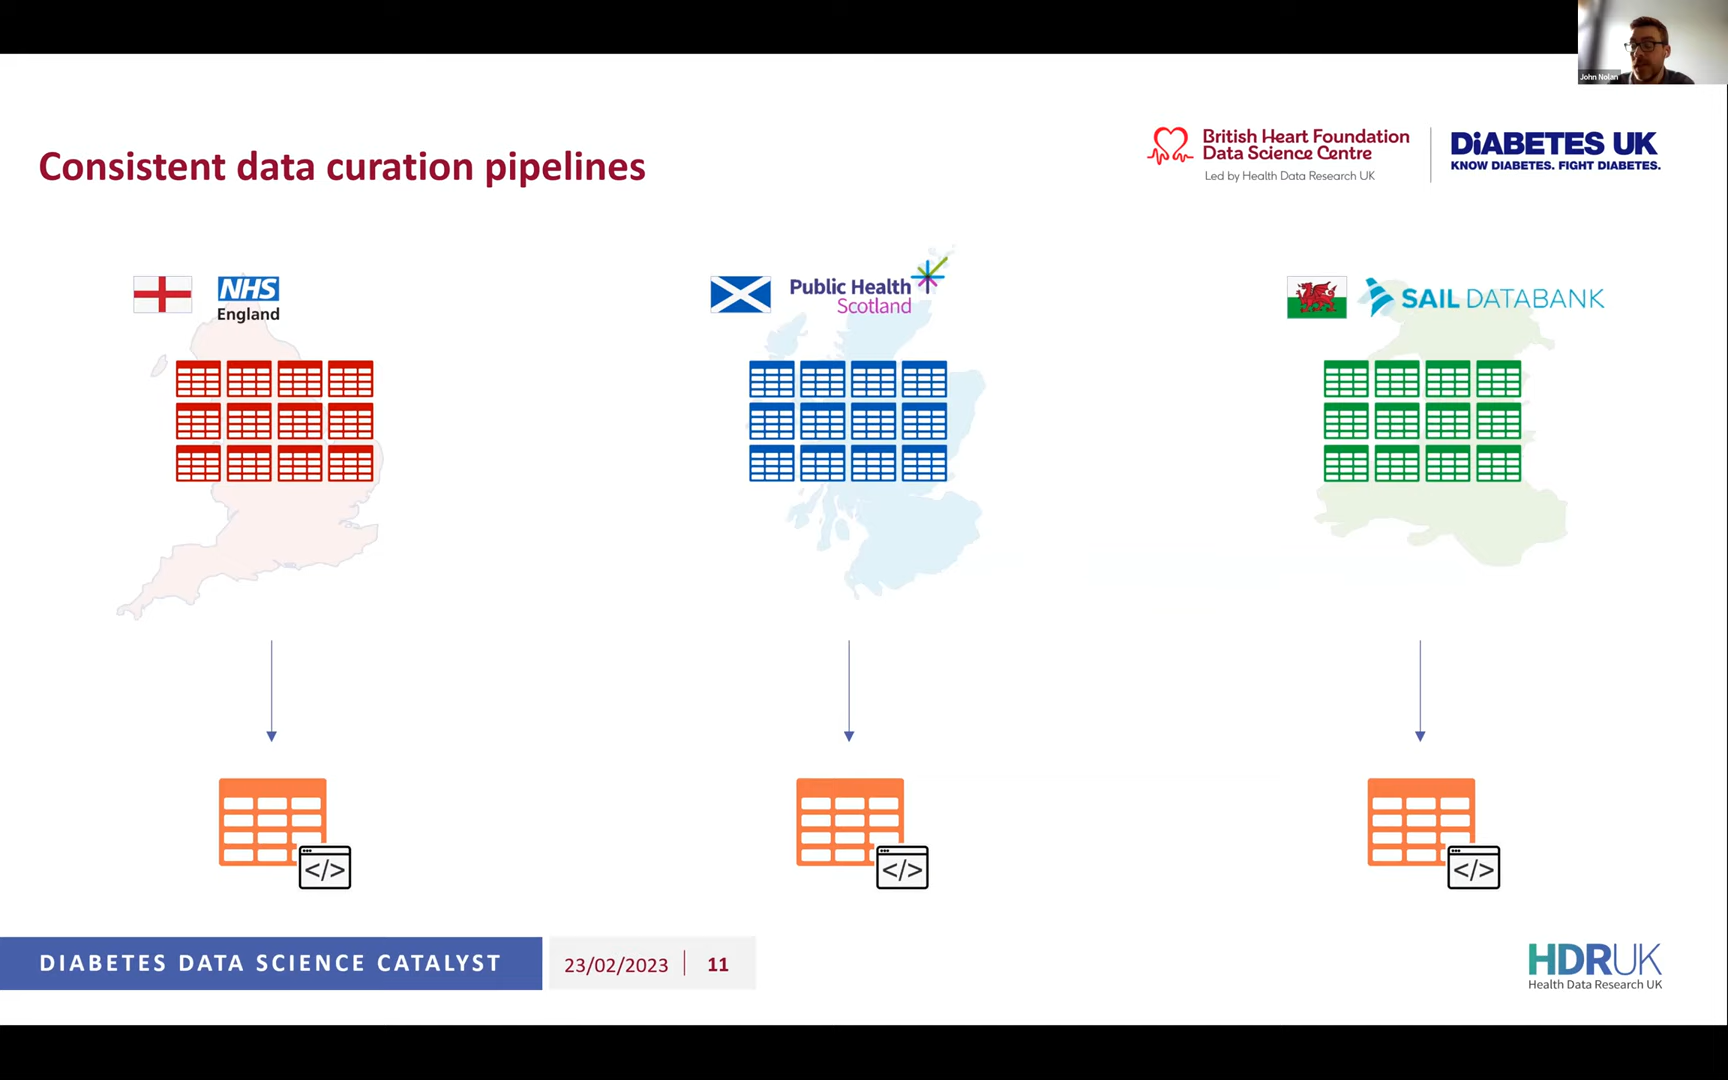 John Nolan
Consistent data curation pipelines
British Heart Foundation
Data Science Centre
Led by Health Data Research UK
DiABETES UK
KNOW DIABETES. FIGHT DIABETES.
NHS
England
Public Health
Scotland
SAIL DATABANK
</>
</>
</>
DIABETES DATA SCIENCE CATALYST
23/02/2023
11
HDRUK
Health Data Research UK